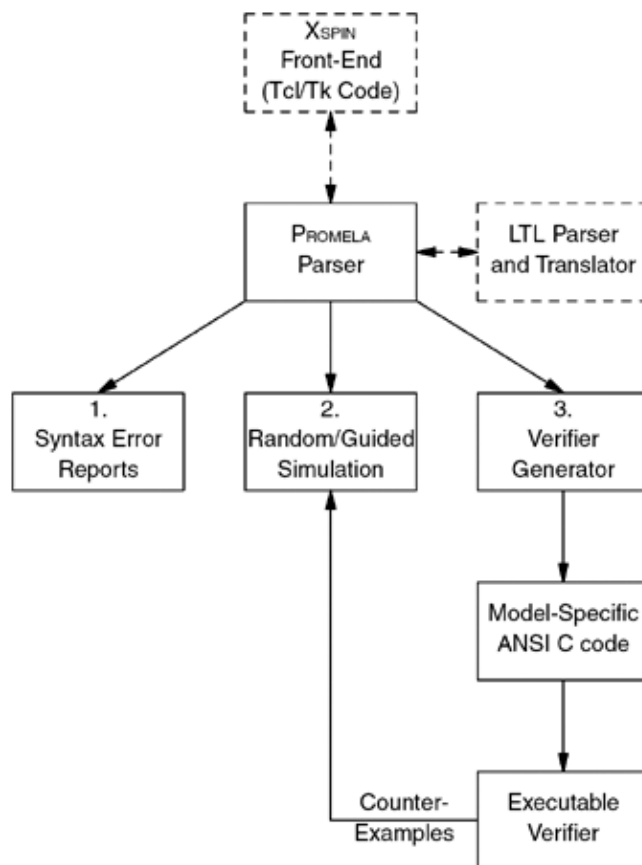 XSPIN
Front-End
(Tcl/Tk Code)
PROMELA
Parser
LTL Parser
and Translator
1.
Syntax Error
Reports
2.
Random/Guided
Simulation
3.
Verifier
Generator
Model-Specific
ANSI C code
Counter-
Examples
Executable
Verifier